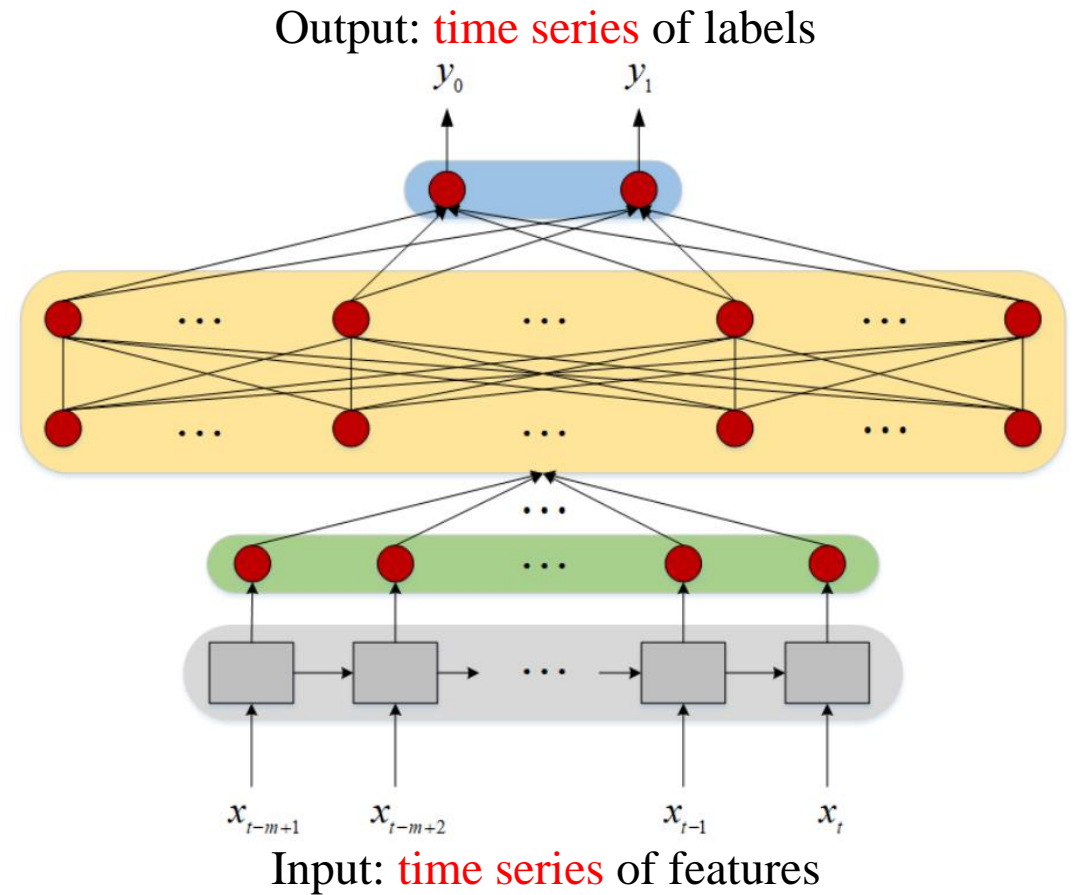 Output: time series of labels
y₀ y₁
... ... ...
... ... ...
...
...
...
xₜ₋ₘ₊₁ xₜ₋ₘ₊₂ xₜ₋₁ xₜ
Input: time series of features